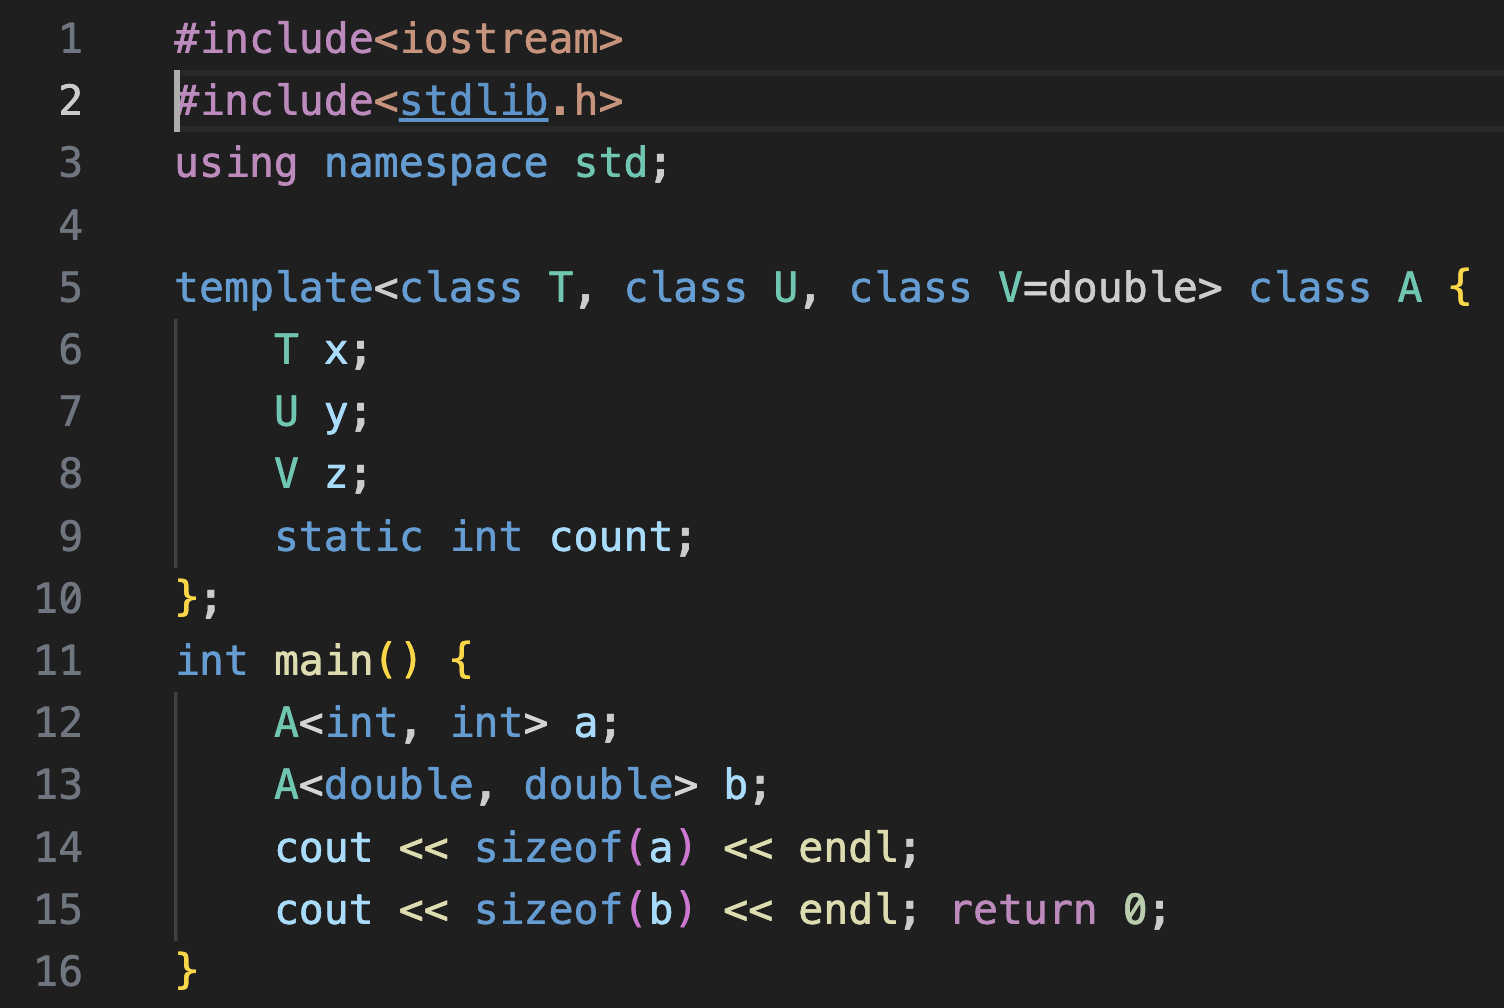 1 #include<iostream>
2 #include<stdlib.h>
3 using namespace std;
4
5 template<class T, class U, class V=double> class A {
6     T x;
7     U y;
8     V z;
9     static int count;
10 };
11 int main() {
12     A<int, int> a;
13     A<double, double> b;
14     cout << sizeof(a) << endl;
15     cout << sizeof(b) << endl; return 0;
16 }